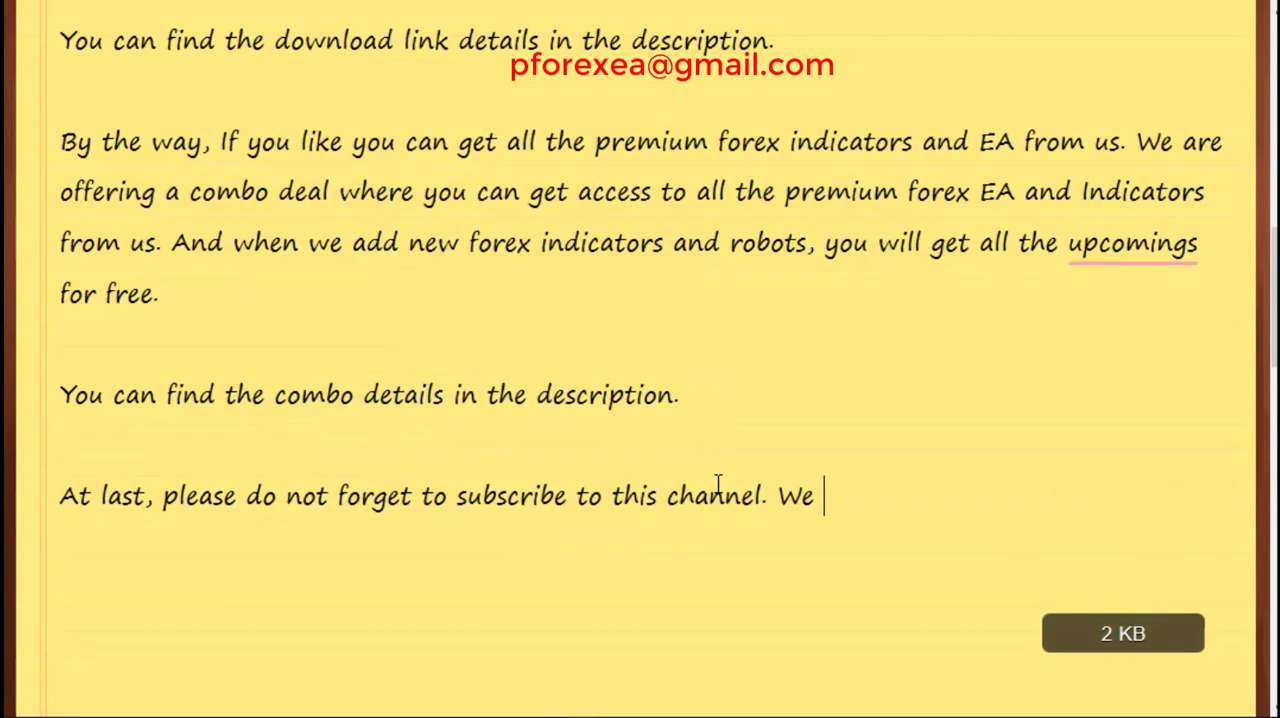 You can find the download link details in the description.
pforexea@gmail.com
By the way, If you like you can get all the premium forex indicators and EA from us. We are
offering a combo deal where you can get access to all the premium forex EA and Indicators
from us. And when we add new forex indicators and robots, you will get all the upcomings
for free.
You can find the combo details in the description.
At last, please do not forget to subscribe to this channel. We
2 KB